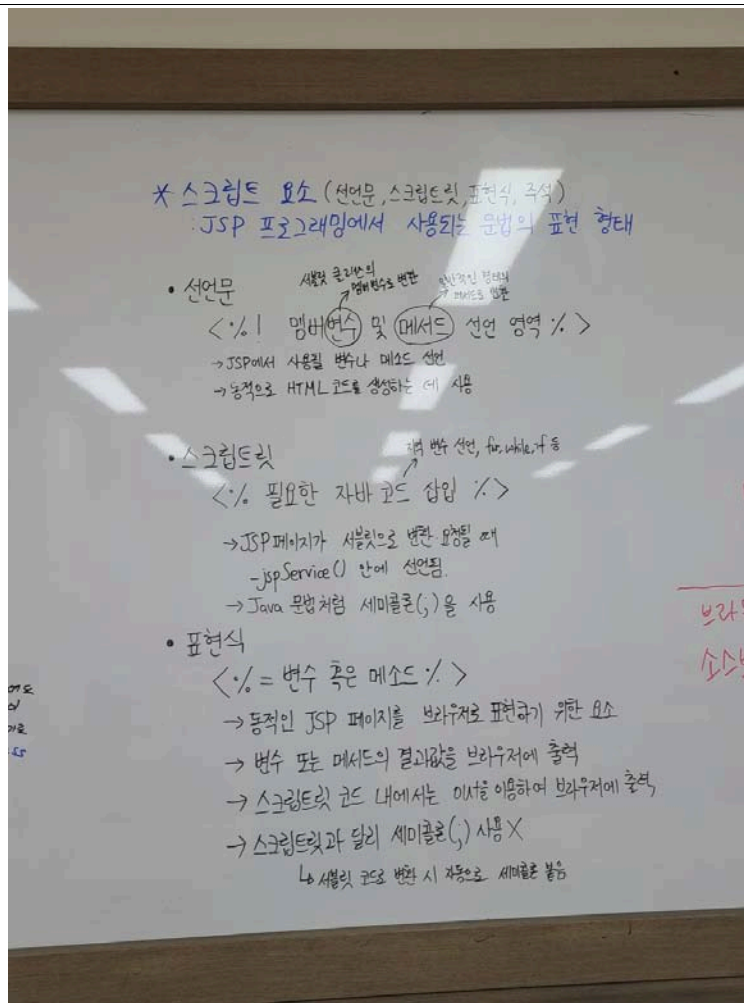 * 스크립트 요소 (선언문, 스크립트릿, 표현식, 주석)
: JSP 프로그래밍에서 사용되는 문법의 표현 형태
• 선언문
서블릿 클래스의
멤버변수로 변환
일반적인 형태의
메서드로 변환
<%! 멤버변수 및 메서드 선언 영역 %>
→ JSP에서 사용될 변수나 메소드 선언
→ 동적으로 HTML 코드를 생성하는 데 사용
• 스크립트릿
지역 변수 선언, for, while, if 등
<% 필요한 자바 코드 삽입 %>
→ JSP 페이지가 서블릿으로 변환 요청될 때
_jspService() 안에 선언됨.
→ Java 문법처럼 세미콜론(;)을 사용
• 표현식
<%= 변수 혹은 메소드 %>
→ 동적인 JSP 페이지를 브라우저로 표현하기 위한 요소
→ 변수 또는 메서드의 결과값을 브라우저에 출력
→ 스크립트릿 코드 내에서는 이용하여 브라우저에 출력
→ 스크립트릿과 달리 세미콜론(;) 사용 X
↳ 서블릿 코드로 변환 시 자동으로 세미콜론 붙음